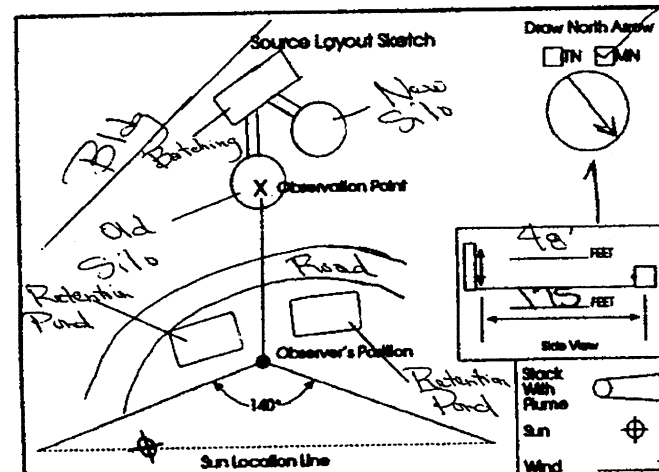 Source Layout Sketch
Draw North Arrow
TN MN
Bldg
Batching
New
Silo
X Observation Point
Old
Silo
48' FEET
Road
Retention
Pond
175 FEET
Side View
Observer's Position
Retention
Pond
140°
Stack
With
Plume
Sun
Sun Location Line
Wind